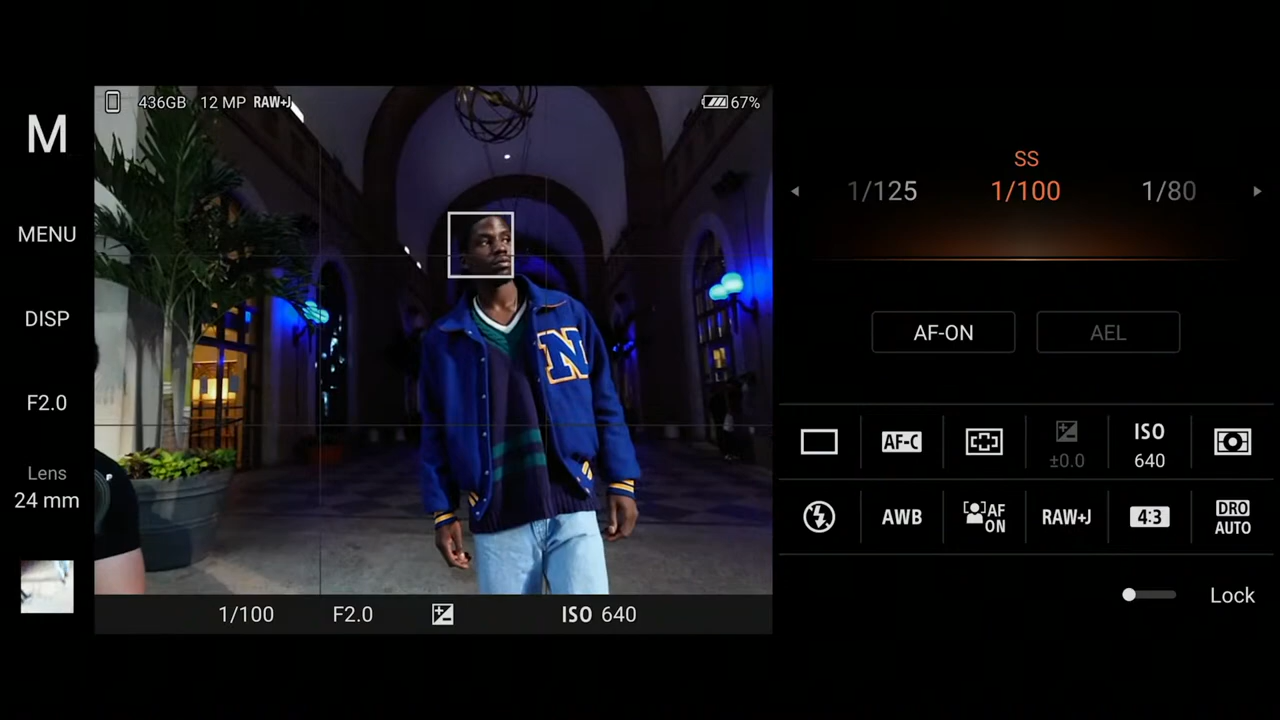 M
MENU
DISP
F2.0
Lens
24 mm
436GB 12 MP RAW+J
67%
N
P
1/100 F2.0 ISO 640
SS
1/125 1/100 1/80
AF-ON AEL
AF-C ±0.0 ISO 640
AWB AF ON RAW+J 4:3 DRO AUTO
Lock